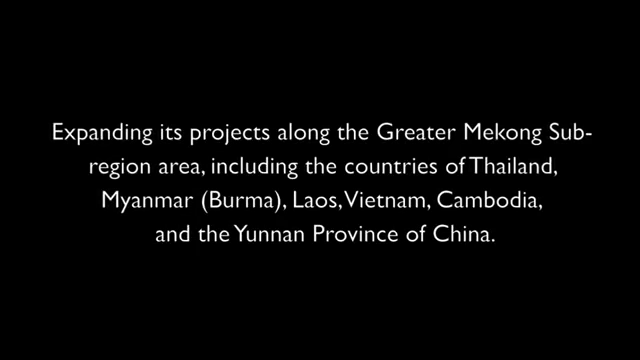 Expanding its projects along the Greater Mekong Sub-
region area, including the countries of Thailand,
Myanmar (Burma), Laos, Vietnam, Cambodia,
and the Yunnan Province of China.